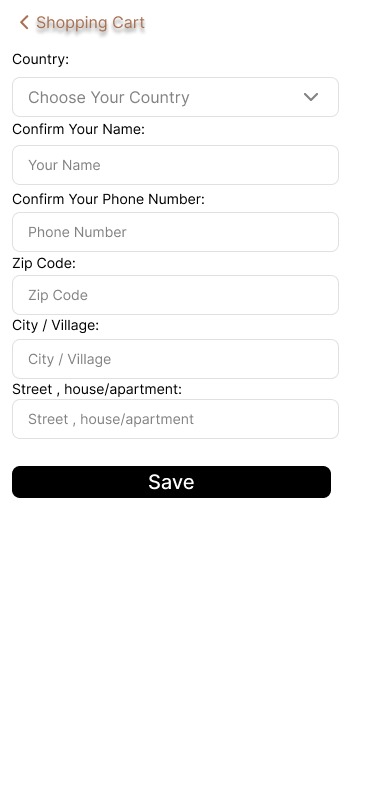 Shopping Cart
Country:
Choose Your Country
Confirm Your Name:
Your Name
Confirm Your Phone Number:
Phone Number
Zip Code:
Zip Code
City / Village:
City / Village
Street , house/apartment:
Street , house/apartment
Save